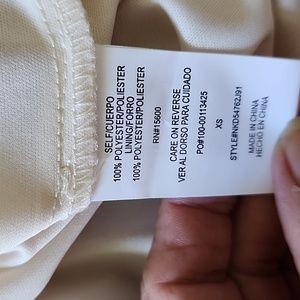 SELF/CUERPO
100% POLYESTER/POLIESTER
LINING/FORRO
100% POLYESTER/POLIESTER
RN#15600
CARE ON REVERSE
VER AL DORSO PARA CUIDADO
PO#100-00113425
XS
STYLE#NKD54762J91
MADE IN CHINA
HECHO EN CHINA